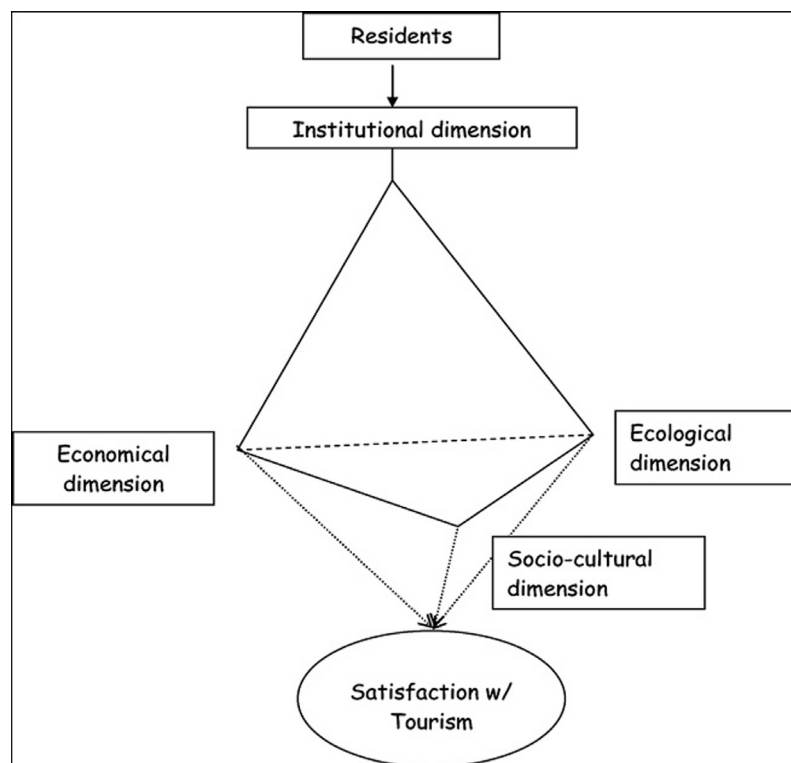 Residents
Institutional dimension
Economical
dimension
Ecological
dimension
Socio-cultural
dimension
Satisfaction w/
Tourism